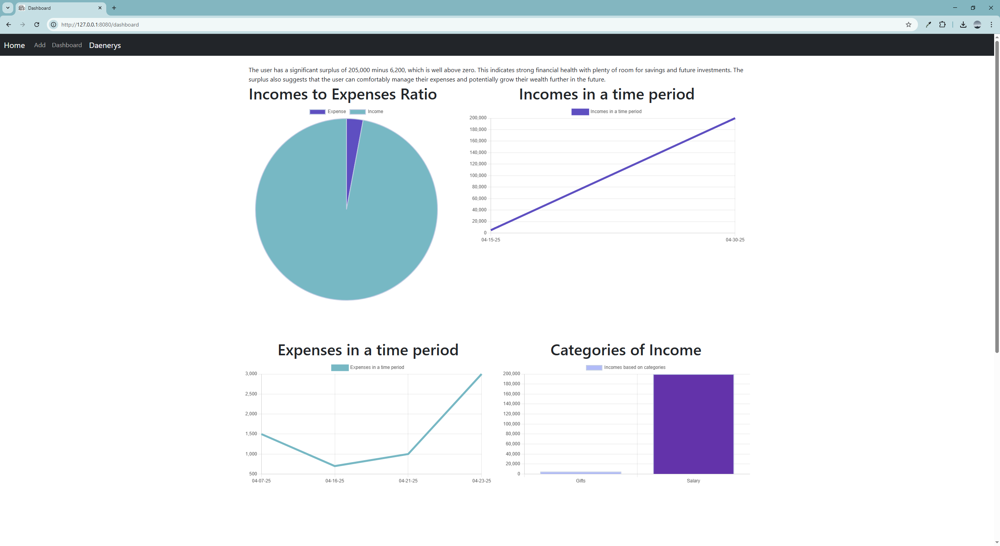 Dashboard
http://127.0.0.1:8080/dashboard
Home Add Dashboard Daenerys
The user has a significant surplus of 205,000 minus 6,200, which is well above zero. This indicates strong financial health with plenty of room for savings and future investments. The
surplus also suggests that the user can comfortably manage their expenses and potentially grow their wealth further in the future.
Incomes to Expenses Ratio
Expense Income
Incomes in a time period
Incomes in a time period
200,000
180,000
160,000
140,000
120,000
100,000
80,000
60,000
40,000
20,000
0
04-15-25 04-30-25
Expenses in a time period
Expenses in a time period
3,000
2,500
2,000
1,500
1,000
500
04-07-25 04-16-25 04-21-25 04-23-25
Categories of Income
Incomes based on categories
200,000
180,000
160,000
140,000
120,000
100,000
80,000
60,000
40,000
20,000
0
Gifts Salary